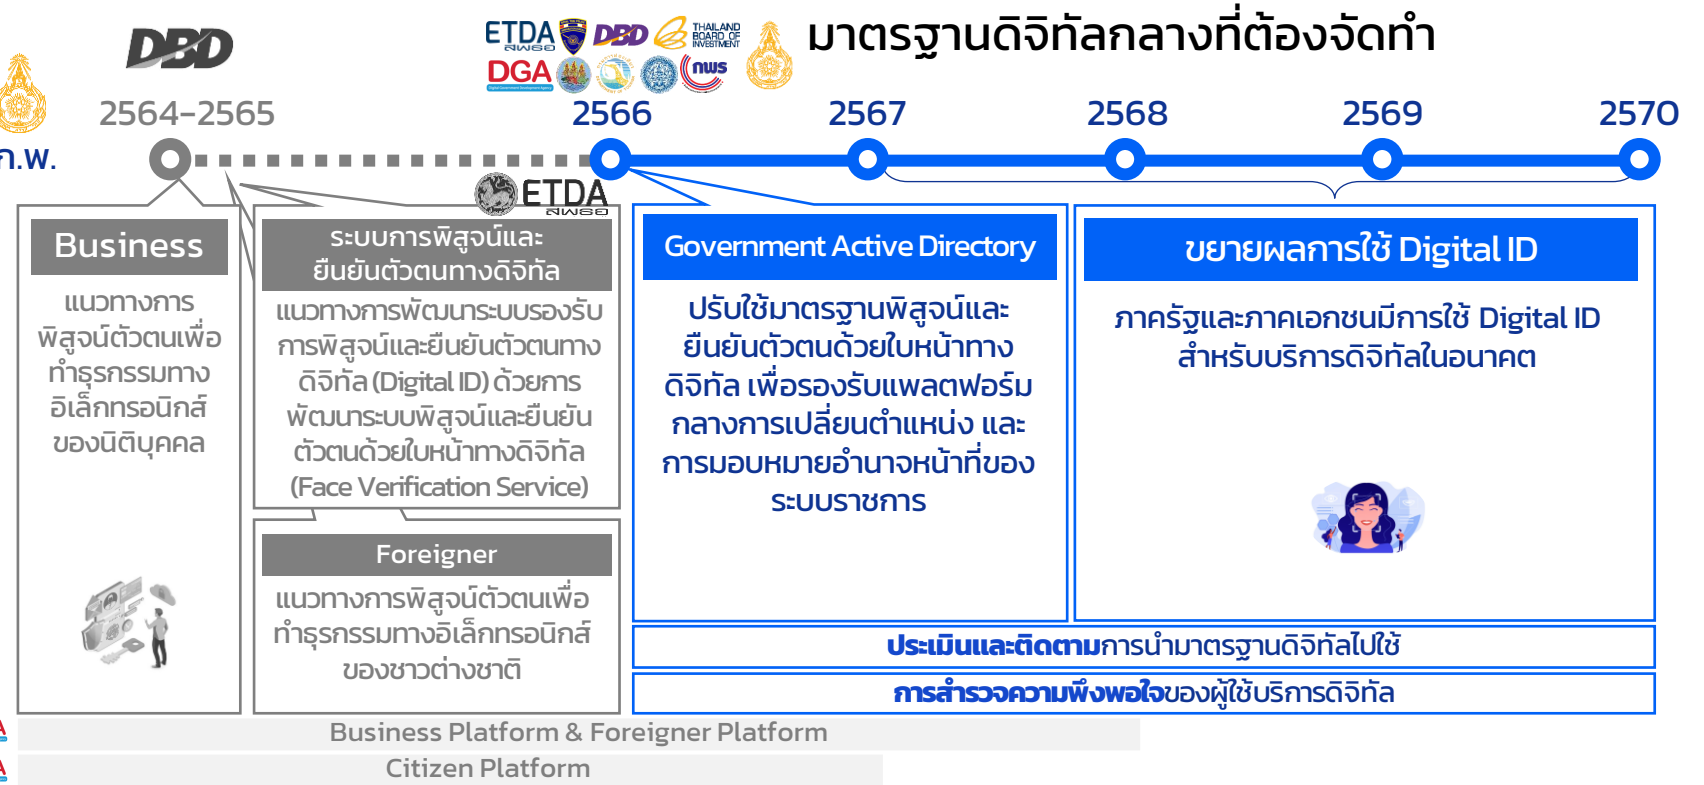 DBD
ETDA
สพธอ
DBD
THAILAND
BOARD OF
INVESTMENT
DGA
กพร
มาตรฐานดิจิทัลกลางที่ต้องจัดทำ
2564-2565
2566
2567
2568
2569
2570
ก.พ.
ETDA
สพธอ
Business
แนวทางการ
พิสูจน์ตัวตนเพื่อ
ทำธุรกรรมทาง
อิเล็กทรอนิกส์
ของนิติบุคคล
ระบบการพิสูจน์และ
ยืนยันตัวตนทางดิจิทัล
แนวทางการพัฒนาระบบรองรับ
การพิสูจน์และยืนยันตัวตนทาง
ดิจิทัล (Digital ID) ด้วยการ
พัฒนาระบบพิสูจน์และยืนยัน
ตัวตนด้วยใบหน้าทางดิจิทัล
(Face Verification Service)
Foreigner
แนวทางการพิสูจน์ตัวตนเพื่อ
ทำธุรกรรมทางอิเล็กทรอนิกส์
ของชาวต่างชาติ
Government Active Directory
ปรับใช้มาตรฐานพิสูจน์และ
ยืนยันตัวตนด้วยใบหน้าทาง
ดิจิทัล เพื่อรองรับแพลตฟอร์ม
กลางการเปลี่ยนตำแหน่ง และ
การมอบหมายอำนาจหน้าที่ของ
ระบบราชการ
ขยายผลการใช้ Digital ID
ภาครัฐและภาคเอกชนมีการใช้ Digital ID
สำหรับบริการดิจิทัลในอนาคต
ประเมินและติดตามการนำมาตรฐานดิจิทัลไปใช้
การสำรวจความพึงพอใจของผู้ใช้บริการดิจิทัล
Business Platform & Foreigner Platform
Citizen Platform